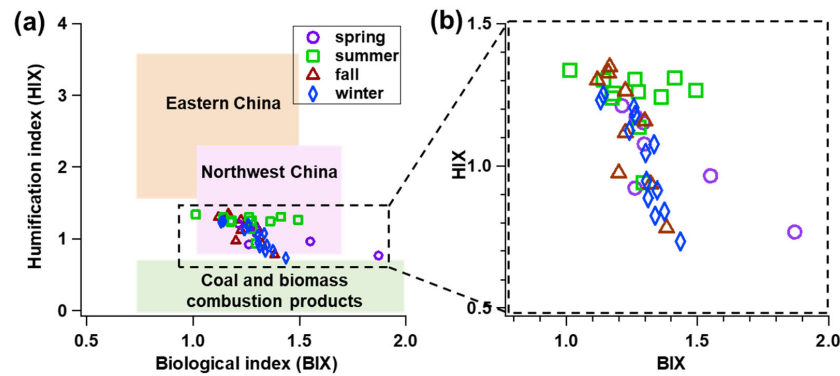 (a)
4
3
2
1
0
Humification index (HIX)
spring
summer
fall
winter
Eastern China
Northwest China
Coal and biomass
combustion products
0.5
1.0
1.5
2.0
Biological index (BIX)
(b)
1.5
1.0
0.5
HIX
1.0
1.5
2.0
BIX